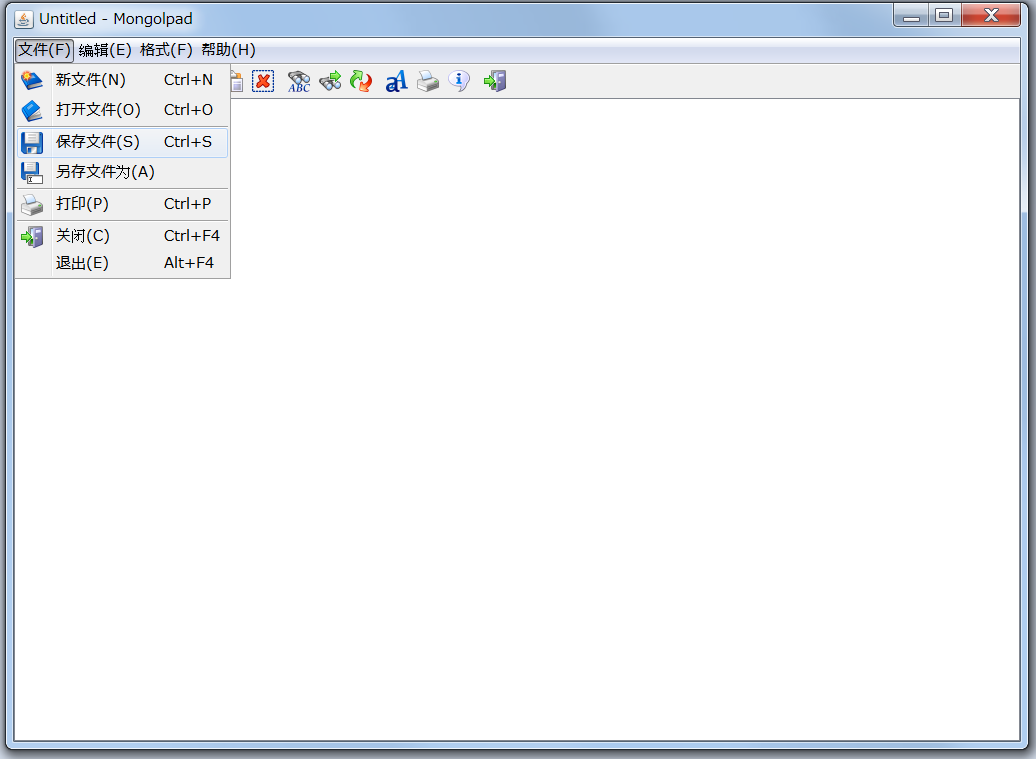 Untitled - Mongolpad
文件(F) 编辑(E) 格式(F) 帮助(H)
新文件(N) Ctrl+N
打开文件(O) Ctrl+O
保存文件(S) Ctrl+S
另存文件为(A)
打印(P) Ctrl+P
关闭(C) Ctrl+F4
退出(E) Alt+F4
ABC
aA